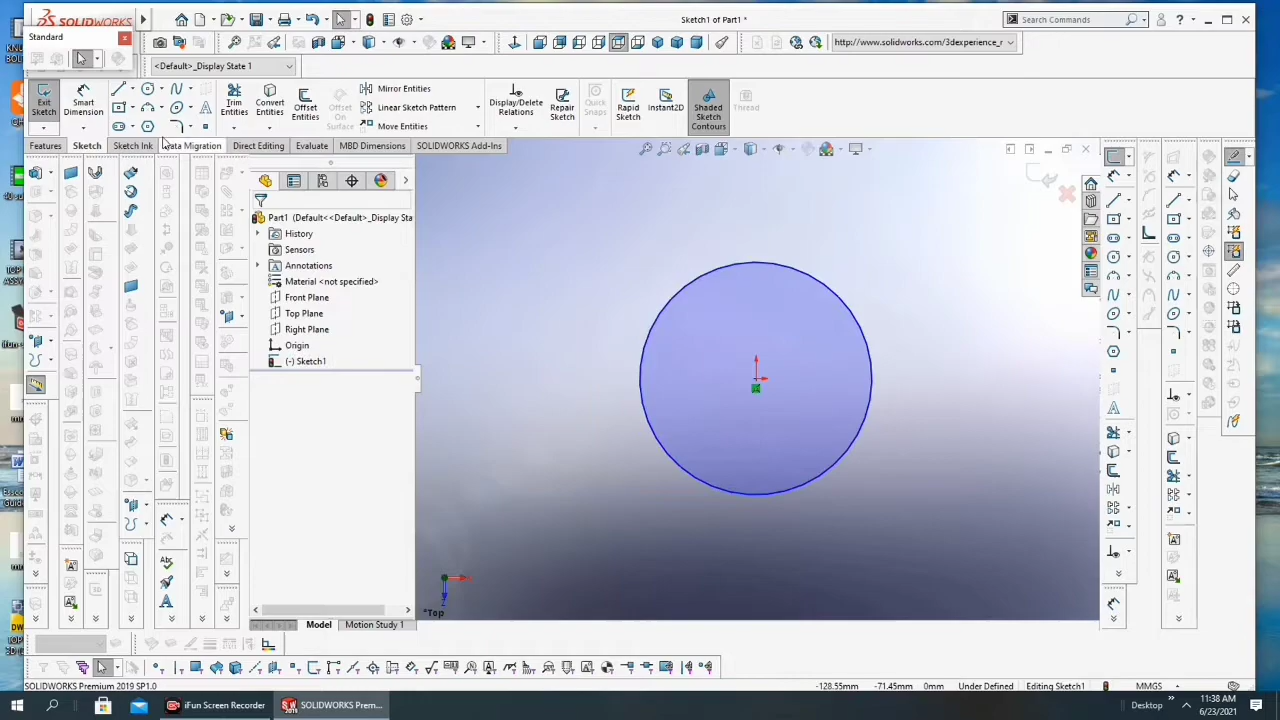 SOLIDWORKS
Sketch1 of Part1 *
Search Commands
Standard
http://www.solidworks.com/3dexperience_r
<Default>_Display State 1
Exit Sketch
Smart Dimension
Trim Entities
Convert Entities
Offset Entities
Offset On Surface
Mirror Entities
Linear Sketch Pattern
Move Entities
Display/Delete Relations
Repair Sketch
Quick Snaps
Rapid Sketch
Instant2D
Shaded Sketch Contours
Thread
Features
Sketch
Sketch Ink
Data Migration
Direct Editing
Evaluate
MBD Dimensions
SOLIDWORKS Add-Ins
Part1 (Default<<Default>_Display Sta
History
Sensors
Annotations
Material <not specified>
Front Plane
Top Plane
Right Plane
Origin
(-) Sketch1
*Top
Model
Motion Study 1
SOLIDWORKS Premium 2019 SP1.0
-128.55mm
-71.45mm
0mm
Under Defined
Editing Sketch1
MMGS
iFun Screen Recorder
SOLIDWORKS Prem...
Desktop
11:38 AM
6/23/2021